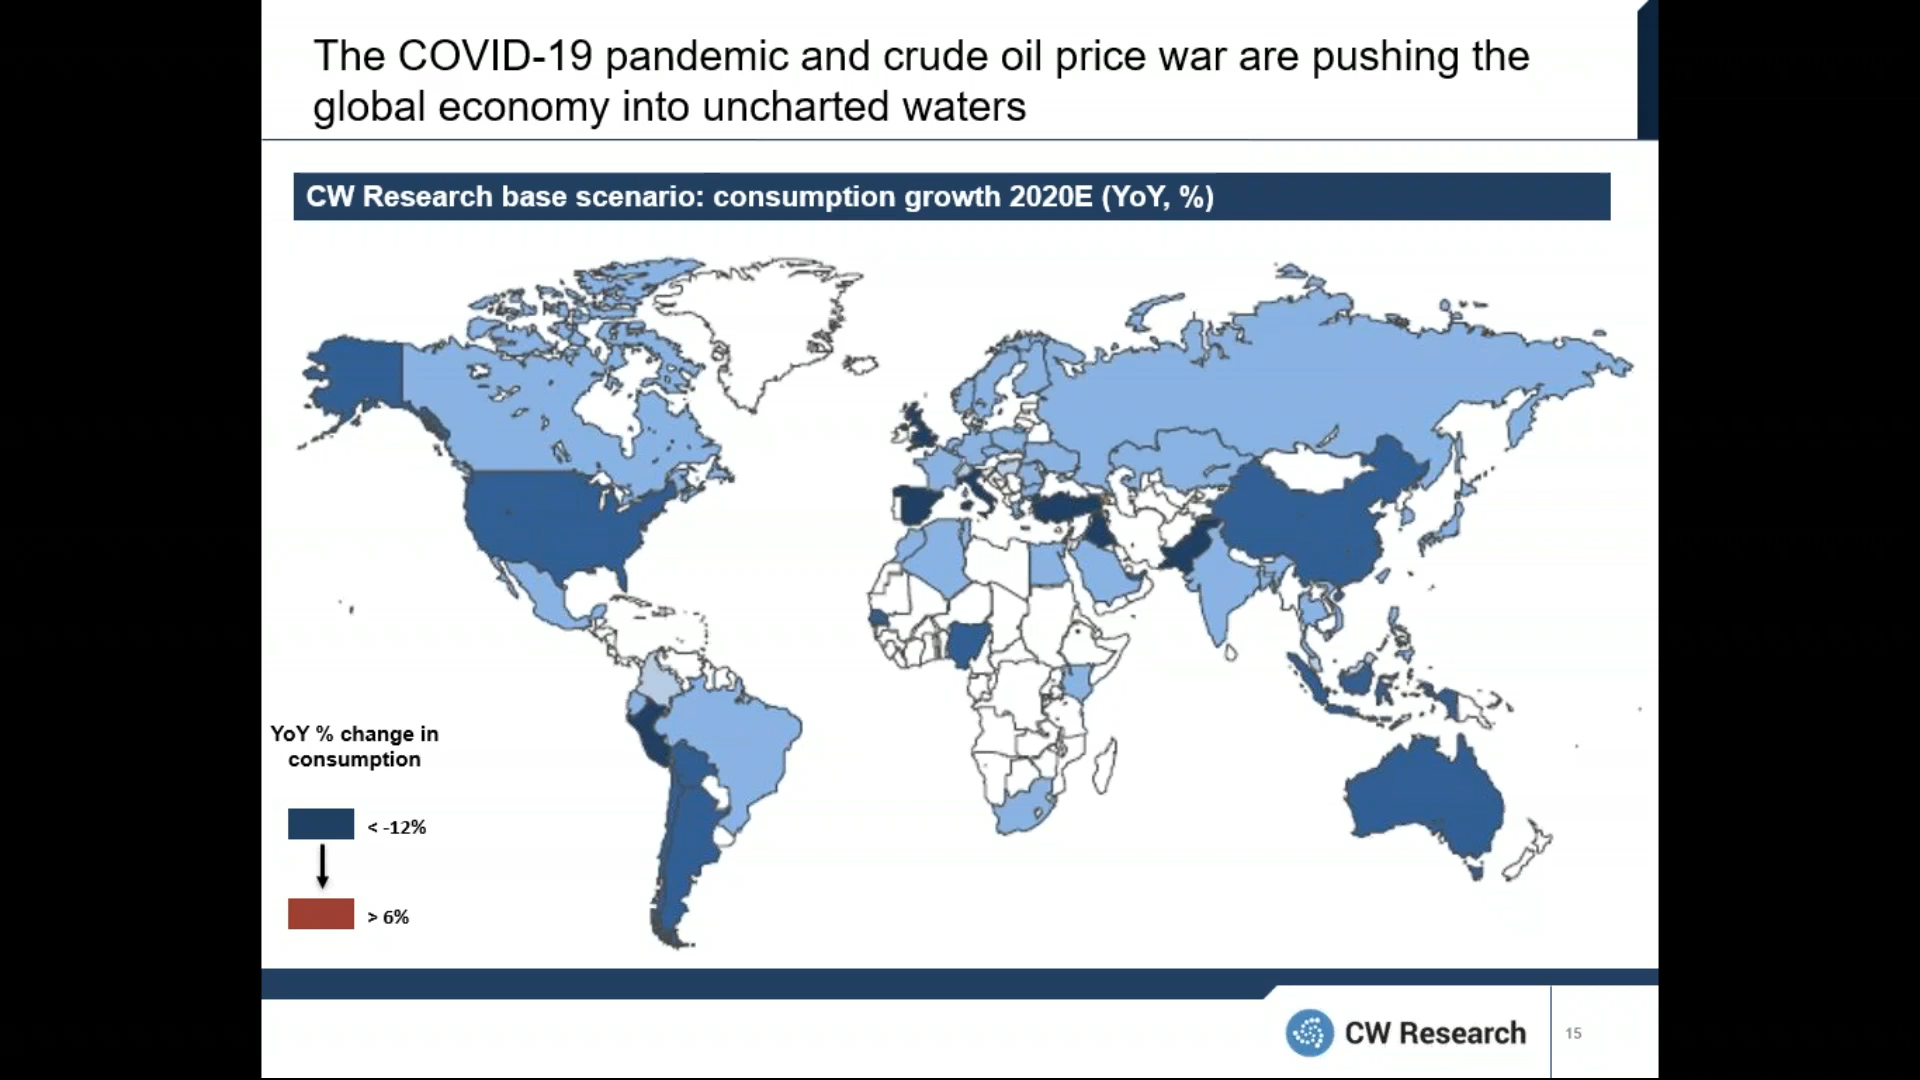 The COVID-19 pandemic and crude oil price war are pushing the
global economy into uncharted waters
CW Research base scenario: consumption growth 2020E (YoY, %)
YoY % change in
consumption
< -12%
> 6%
CW Research
15